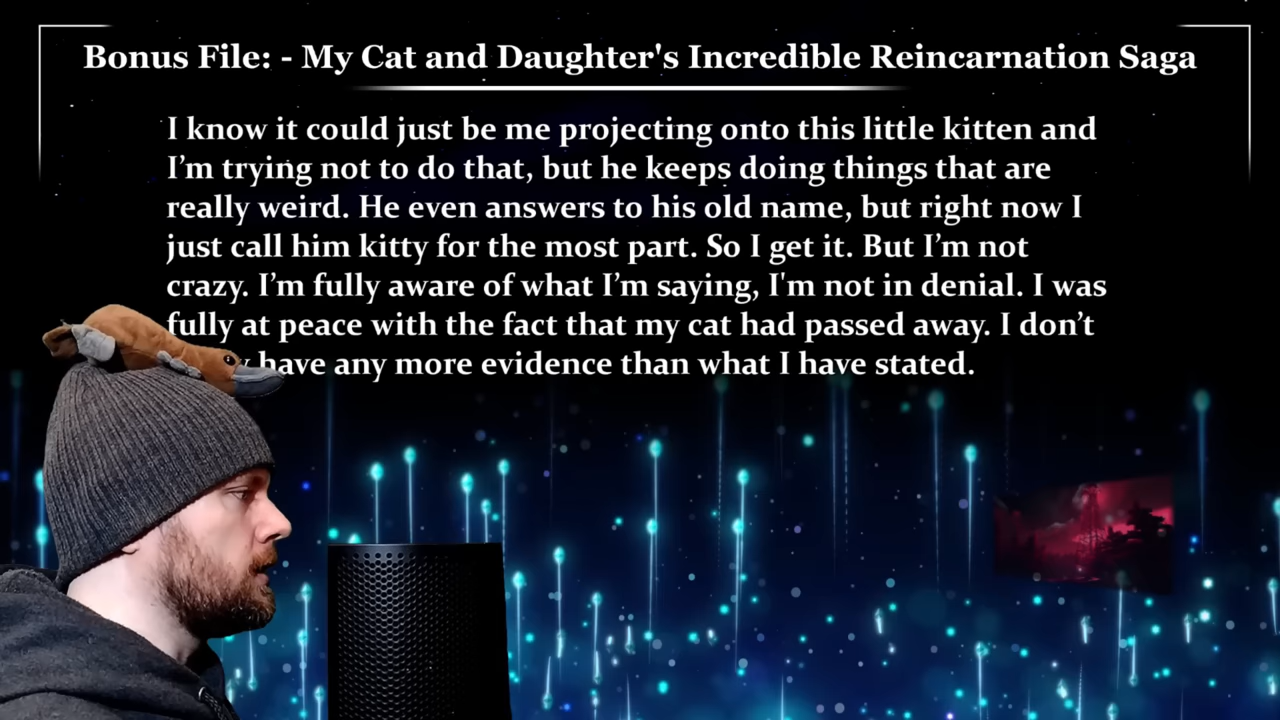 Bonus File: - My Cat and Daughter's Incredible Reincarnation Saga
I know it could just be me projecting onto this little kitten and
I’m trying not to do that, but he keeps doing things that are
really weird. He even answers to his old name, but right now I
just call him kitty for the most part. So I get it. But I’m not
crazy. I’m fully aware of what I’m saying, I'm not in denial. I was
fully at peace with the fact that my cat had passed away. I don’t
have any more evidence than what I have stated.